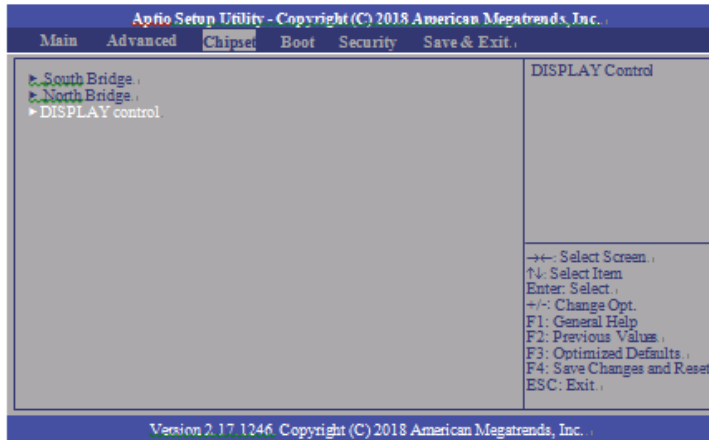 Aptio Setup Utility - Copyright (C) 2018 American Megatrends, Inc.
Main Advanced Chipset Boot Security Save & Exit
► South Bridge
► North Bridge
► DISPLAY control
DISPLAY Control
→←: Select Screen
↑↓: Select Item
Enter: Select
+/-: Change Opt.
F1: General Help
F2: Previous Values
F3: Optimized Defaults
F4: Save Changes and Reset
ESC: Exit
Version 2.17.1246. Copyright (C) 2018 American Megatrends, Inc.